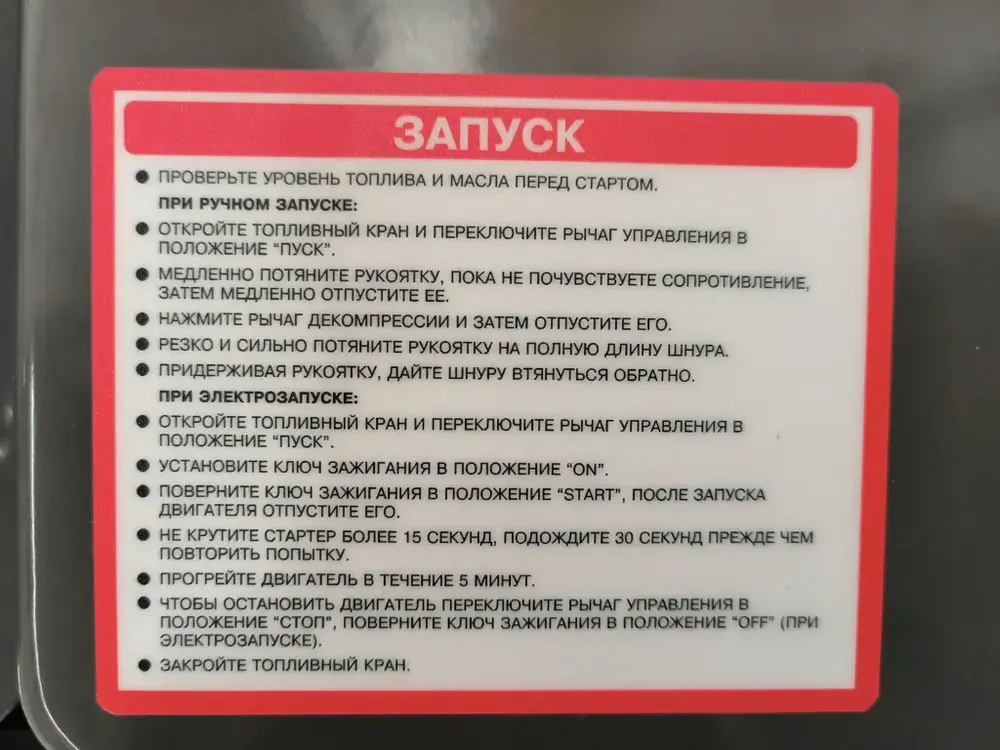 ЗАПУСК
● ПРОВЕРЬТЕ УРОВЕНЬ ТОПЛИВА И МАСЛА ПЕРЕД СТАРТОМ.
ПРИ РУЧНОМ ЗАПУСКЕ:
● ОТКРОЙТЕ ТОПЛИВНЫЙ КРАН И ПЕРЕКЛЮЧИТЕ РЫЧАГ УПРАВЛЕНИЯ В
ПОЛОЖЕНИЕ “ПУСК”.
● МЕДЛЕННО ПОТЯНИТЕ РУКОЯТКУ, ПОКА НЕ ПОЧУВСТВУЕТЕ СОПРОТИВЛЕНИЕ,
ЗАТЕМ МЕДЛЕННО ОТПУСТИТЕ ЕЕ.
● НАЖМИТЕ РЫЧАГ ДЕКОМПРЕССИИ И ЗАТЕМ ОТПУСТИТЕ ЕГО.
● РЕЗКО И СИЛЬНО ПОТЯНИТЕ РУКОЯТКУ НА ПОЛНУЮ ДЛИНУ ШНУРА.
● ПРИДЕРЖИВАЯ РУКОЯТКУ, ДАЙТЕ ШНУРУ ВТЯНУТЬСЯ ОБРАТНО.
ПРИ ЭЛЕКТРОЗАПУСКЕ:
● ОТКРОЙТЕ ТОПЛИВНЫЙ КРАН И ПЕРЕКЛЮЧИТЕ РЫЧАГ УПРАВЛЕНИЯ В
ПОЛОЖЕНИЕ “ПУСК”.
● УСТАНОВИТЕ КЛЮЧ ЗАЖИГАНИЯ В ПОЛОЖЕНИЕ “ON”.
● ПОВЕРНИТЕ КЛЮЧ ЗАЖИГАНИЯ В ПОЛОЖЕНИЕ “START”, ПОСЛЕ ЗАПУСКА
ДВИГАТЕЛЯ ОТПУСТИТЕ ЕГО.
● НЕ КРУТИТЕ СТАРТЕР БОЛЕЕ 15 СЕКУНД, ПОДОЖДИТЕ 30 СЕКУНД ПРЕЖДЕ ЧЕМ
ПОВТОРИТЬ ПОПЫТКУ.
● ПРОГРЕЙТЕ ДВИГАТЕЛЬ В ТЕЧЕНИЕ 5 МИНУТ.
● ЧТОБЫ ОСТАНОВИТЬ ДВИГАТЕЛЬ ПЕРЕКЛЮЧИТЕ РЫЧАГ УПРАВЛЕНИЯ В
ПОЛОЖЕНИЕ “СТОП”, ПОВЕРНИТЕ КЛЮЧ ЗАЖИГАНИЯ В ПОЛОЖЕНИЕ “OFF” (ПРИ
ЭЛЕКТРОЗАПУСКЕ).
● ЗАКРОЙТЕ ТОПЛИВНЫЙ КРАН.